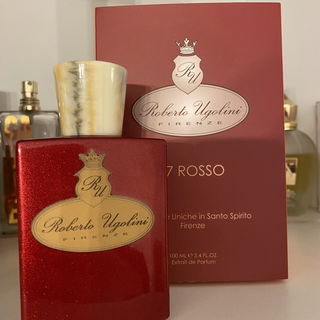 RU
Roberto Ugolini
FIRENZE
RU
Roberto Ugolini
FIRENZE
7 ROSSO
Uniche in Santo Spirito
Firenze
100 ML ℮ 3.4 FL.OZ
Extrait de Parfum